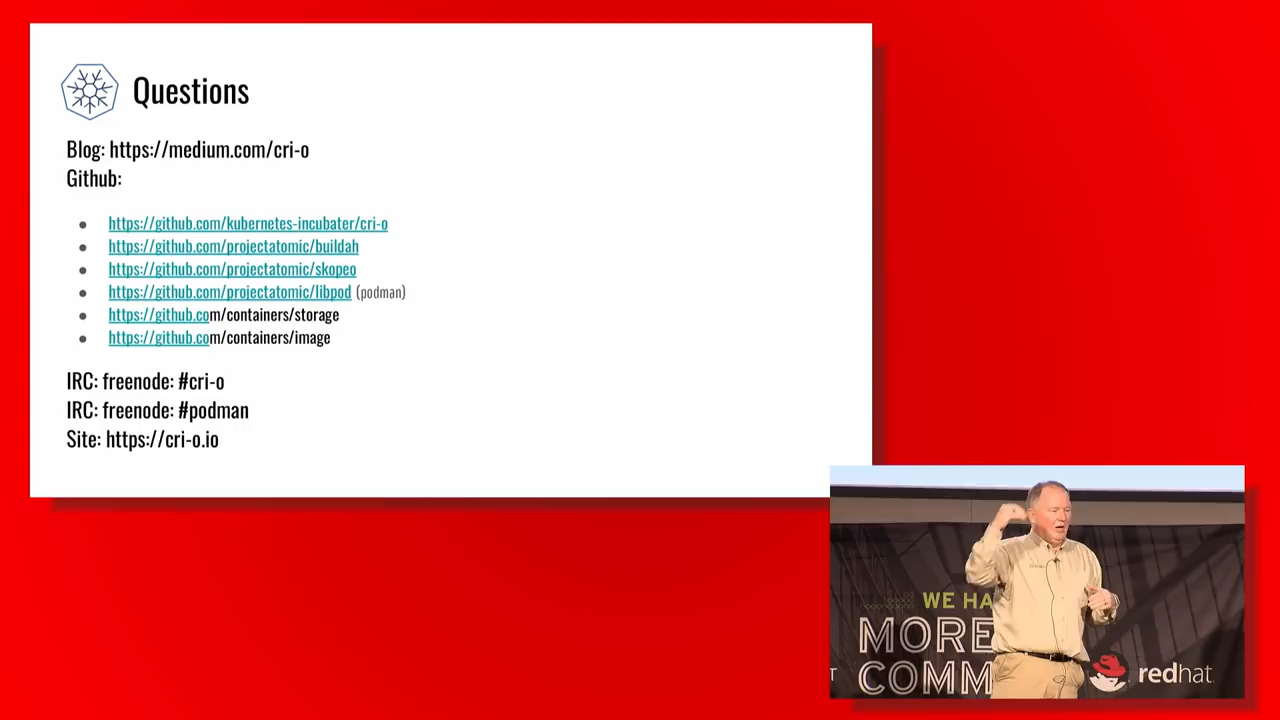 Questions
Blog: https://medium.com/cri-o
Github:
https://github.com/kubernetes-incubater/cri-o
https://github.com/projectatomic/buildah
https://github.com/projectatomic/skopeo
https://github.com/projectatomic/libpod (podman)
https://github.com/containers/storage
https://github.com/containers/image
IRC: freenode: #cri-o
IRC: freenode: #podman
Site: https://cri-o.io
WE HA
MORE
COMM
T
redhat